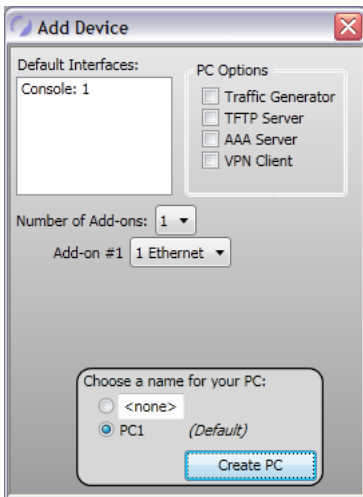 Add Device
Default Interfaces:
Console: 1
PC Options
Traffic Generator
TFTP Server
AAA Server
VPN Client
Number of Add-ons: 1
Add-on #1 1 Ethernet
Choose a name for your PC:
<none>
PC1 (Default)
Create PC